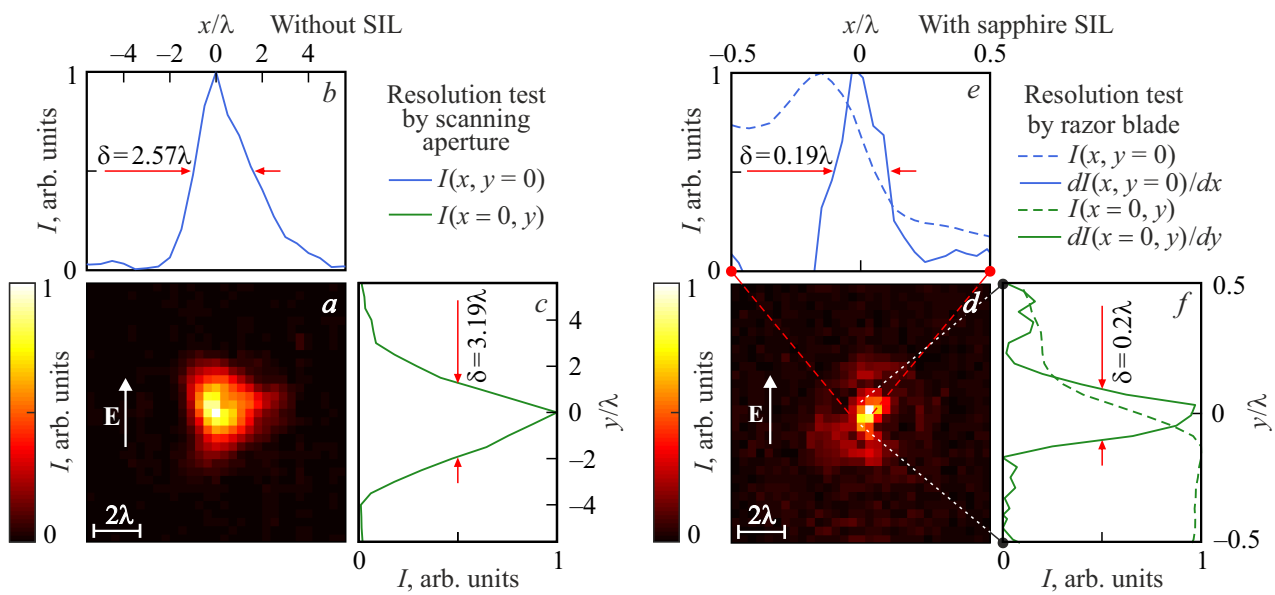 Without SIL
x/λ
−4 −2 0 2 4
1
b
I, arb. units
δ = 2.57λ
0
Resolution test
by scanning
aperture
I(x, y = 0)
I(x = 0, y)
1
I, arb. units
0
a
E
2λ
c
δ = 3.19λ
4
2
0
−2
−4
y/λ
0 1
I, arb. units
With sapphire SIL
x/λ
−0.5 0 0.5
1
e
I, arb. units
δ = 0.19λ
0
Resolution test
by razor blade
I(x, y = 0)
dI(x, y = 0)/dx
I(x = 0, y)
dI(x = 0, y)/dy
1
I, arb. units
0
d
E
2λ
f
δ = 0.2λ
0.5
0
−0.5
y/λ
0 1
I, arb. units